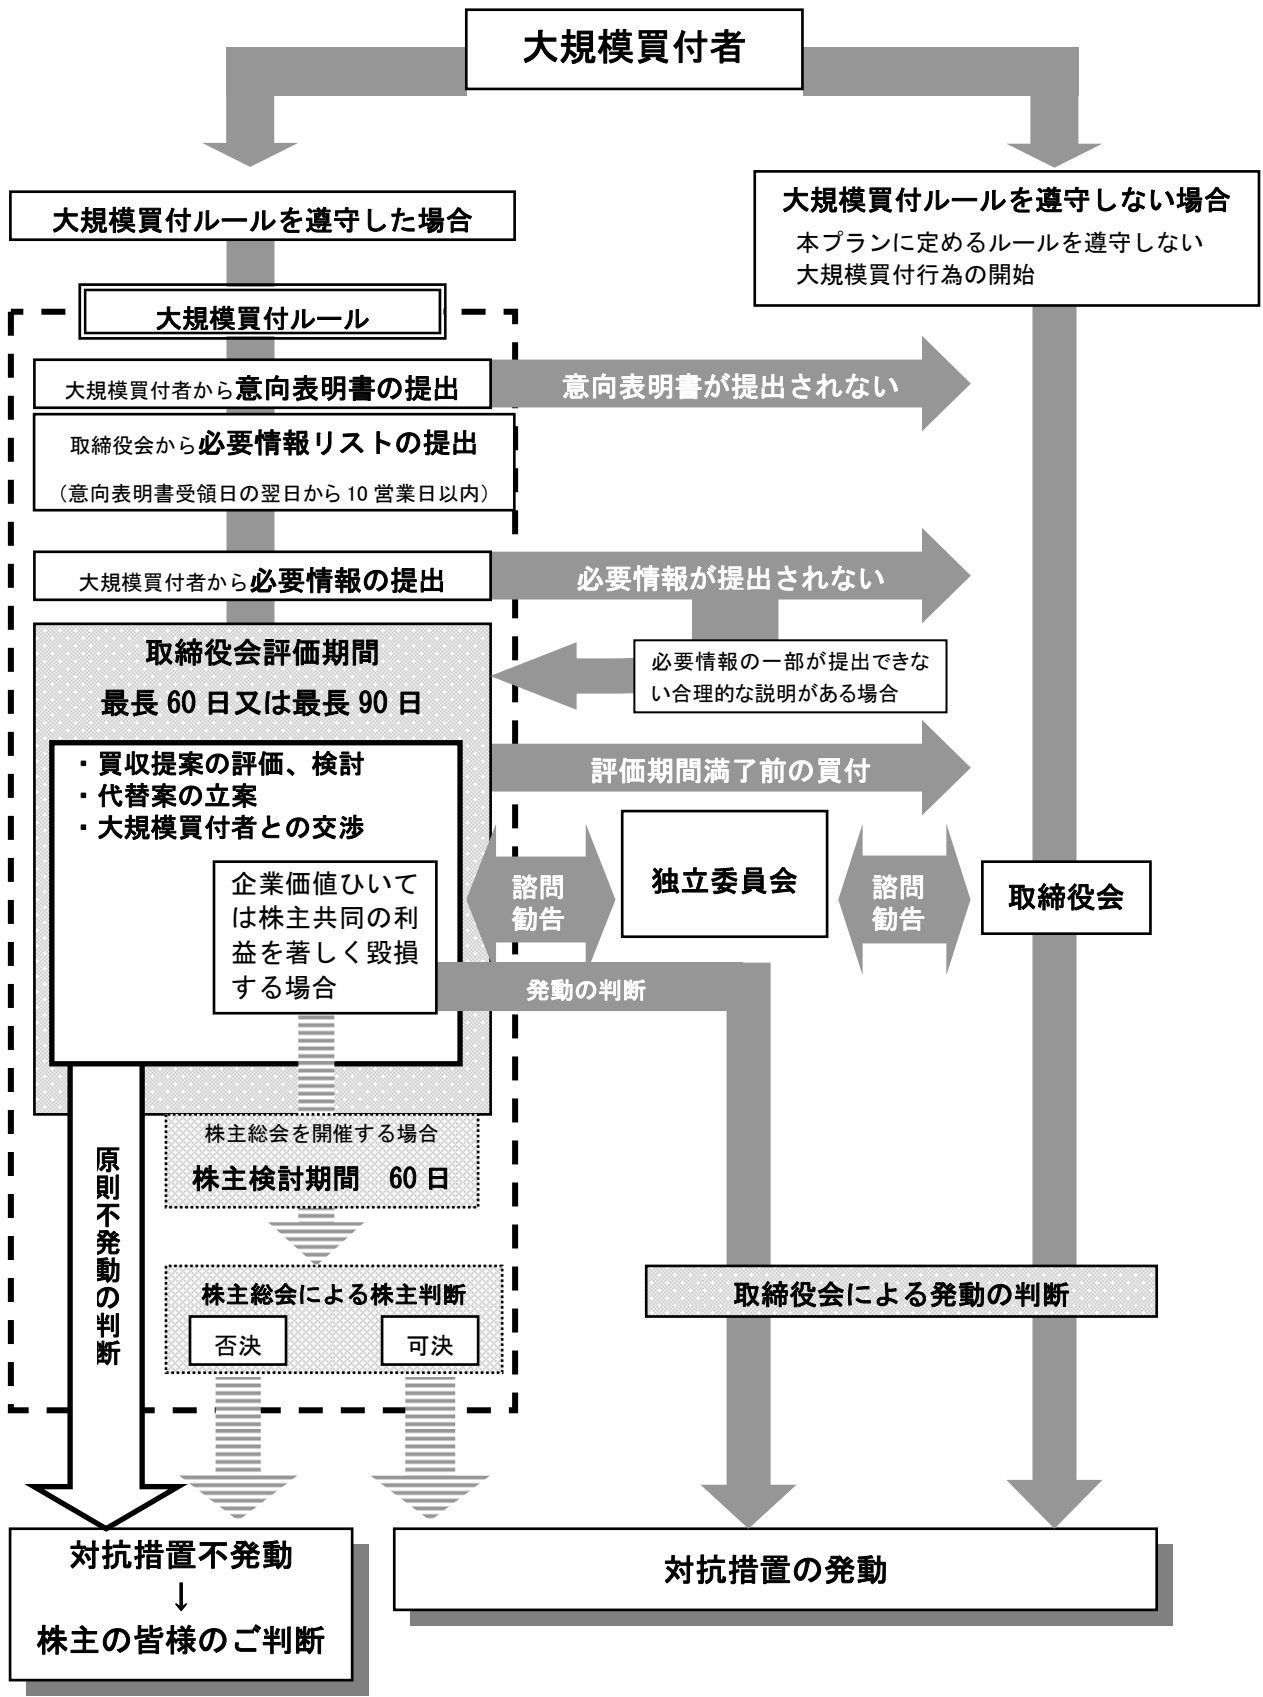 大規模買付者
大規模買付ルールを遵守した場合
大規模買付ルールを遵守しない場合
本プランに定めるルールを遵守しない
大規模買付行為の開始
大規模買付ルール
大規模買付者から意向表明書の提出
意向表明書が提出されない
取締役会から必要情報リストの提出
（意向表明書受領日の翌日から 10 営業日以内）
大規模買付者から必要情報の提出
必要情報が提出されない
取締役会評価期間
最長 60 日又は最長 90 日
必要情報の一部が提出できな
い合理的な説明がある場合
・買収提案の評価、検討
・代替案の立案
・大規模買付者との交渉
評価期間満了前の買付
企業価値ひいて
は株主共同の利
益を著しく毀損
する場合
諮問
勧告
独立委員会
諮問
勧告
取締役会
発動の判断
株主総会を開催する場合
株主検討期間　60 日
原則不発動の判断
株主総会による株主判断
否決
可決
取締役会による発動の判断
対抗措置不発動
↓
株主の皆様のご判断
対抗措置の発動